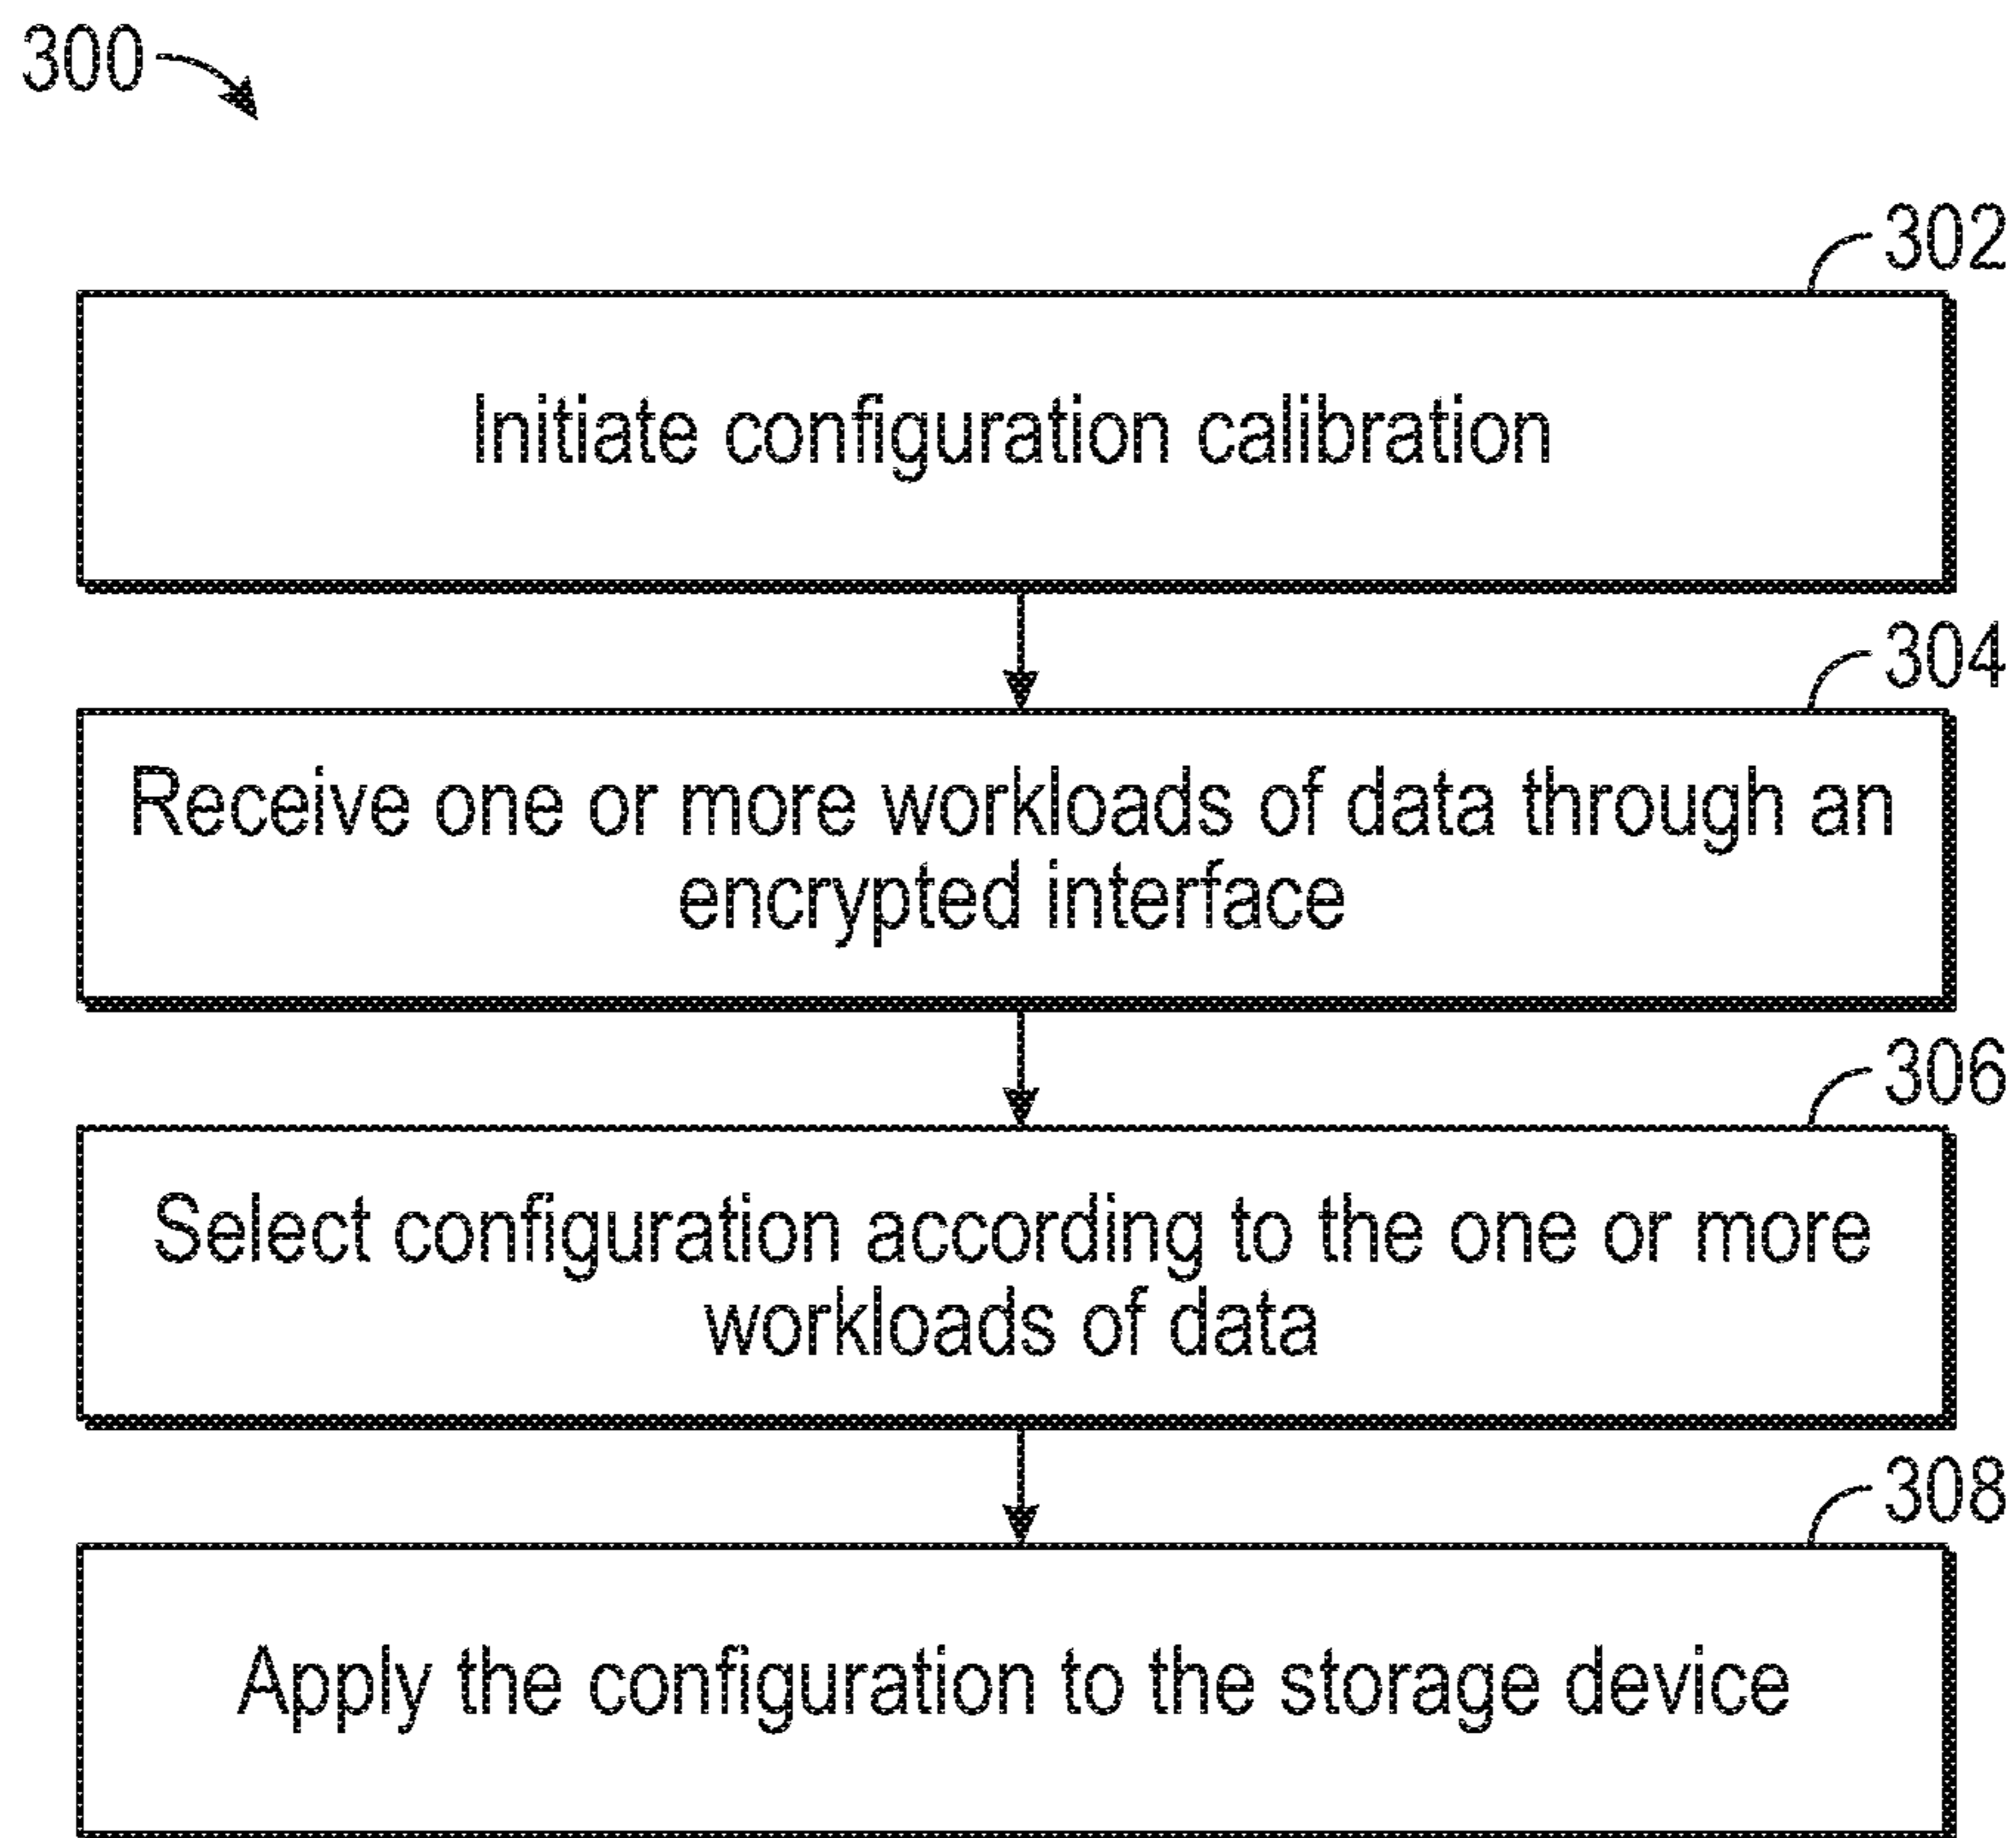 300
302
Initiate configuration calibration
304
Receive one or more workloads of data through an
encrypted interface
306
Select configuration according to the one or more
workloads of data
308
Apply the configuration to the storage device